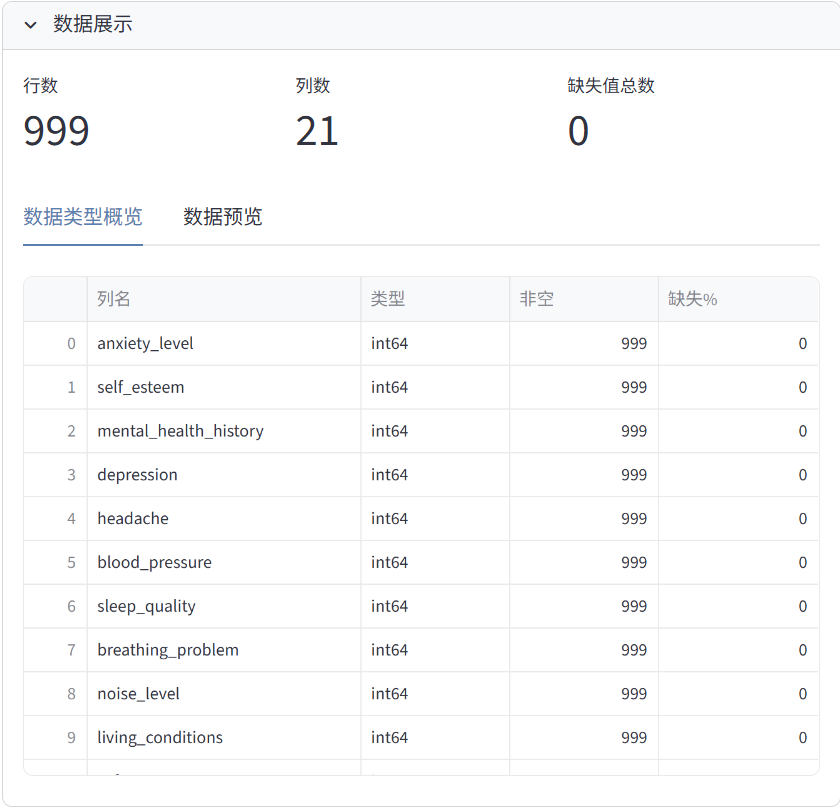 数据展示
行数 列数 缺失值总数
999 21 0
数据类型概览 数据预览
列名 类型 非空 缺失%
0 anxiety_level int64 999 0
1 self_esteem int64 999 0
2 mental_health_history int64 999 0
3 depression int64 999 0
4 headache int64 999 0
5 blood_pressure int64 999 0
6 sleep_quality int64 999 0
7 breathing_problem int64 999 0
8 noise_level int64 999 0
9 living_conditions int64 999 0